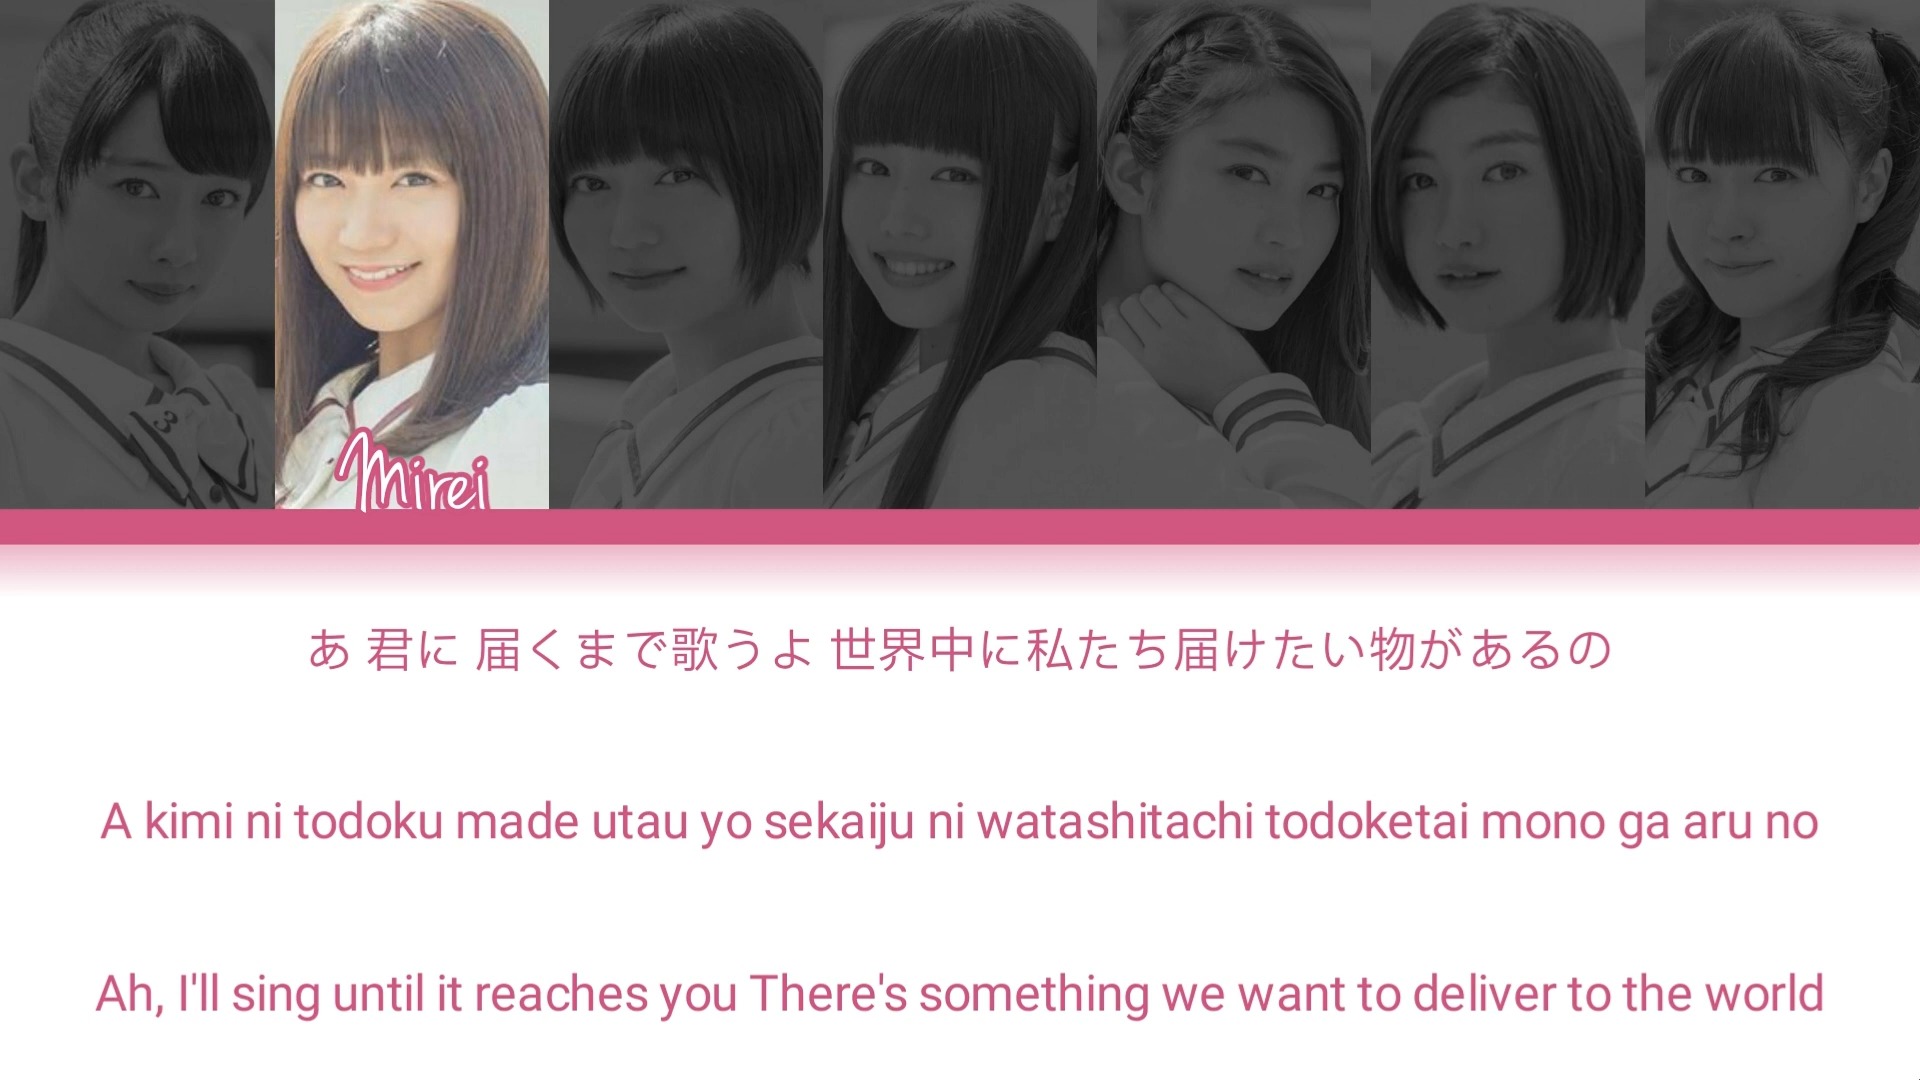 3
Mirei
あ 君に 届くまで歌うよ 世界中に私たち届けたい物があるの
A kimi ni todoku made utau yo sekaiju ni watashitachi todoketai mono ga aru no
Ah, I'll sing until it reaches you There's something we want to deliver to the world